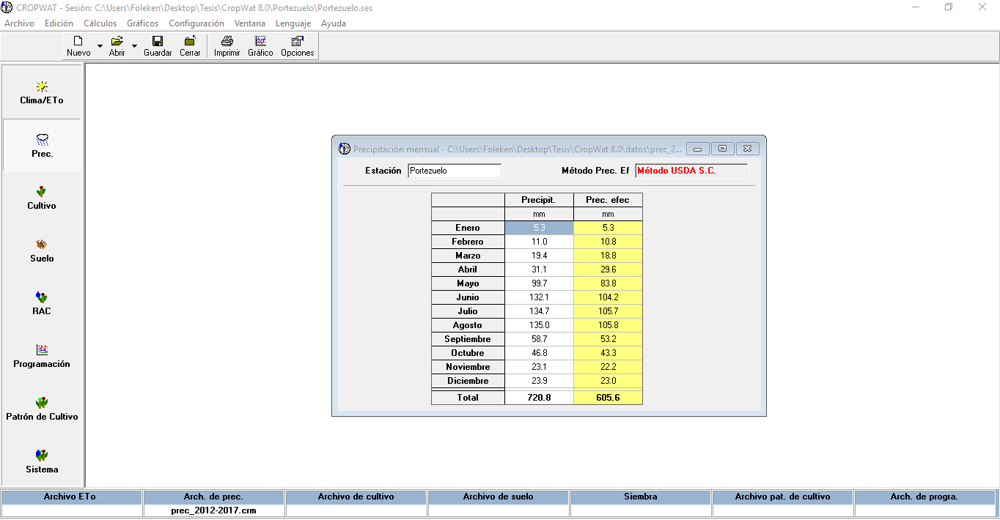 CROPWAT - Sesión: C:\Users\Foleken\Desktop\Tesis\CropWat 8.0\Portezuelo\Portezuelo.ses
Archivo Edición Cálculos Gráficos Configuración Ventana Lenguaje Ayuda
Nuevo Abrir Guardar Cerrar Imprimir Gráfico Opciones
Clima/ETo
Prec.
Cultivo
Suelo
RAC
Programación
Patrón de Cultivo
Sistema
Precipitación mensual - C:\Users\Foleken\Desktop\Tesis\CropWat 8.0\datos\prec_2...
Estación Portezuelo Método Prec. Ef Método USDA S.C.
Precipit. Prec. efec
mm mm
Enero 5.3 5.3
Febrero 11.0 10.8
Marzo 19.4 18.8
Abril 31.1 29.6
Mayo 99.7 83.8
Junio 132.1 104.2
Julio 134.7 105.7
Agosto 135.0 105.8
Septiembre 58.7 53.2
Octubre 46.8 43.3
Noviembre 23.1 22.2
Diciembre 23.9 23.0
Total 720.8 605.6
Archivo ETo Arch. de prec. Archivo de cultivo Archivo de suelo Siembra Archivo pat. de cultivo Arch. de progra.
prec_2012-2017.crm